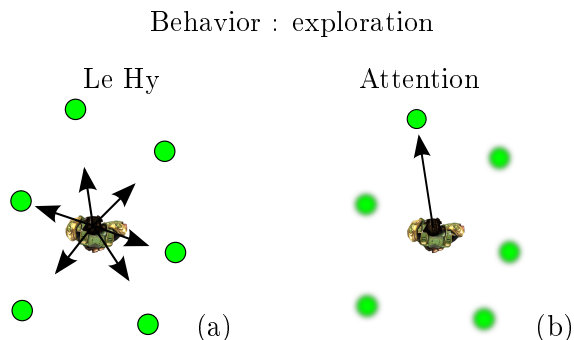 Behavior : exploration
Le Hy
Attention
(a)
(b)